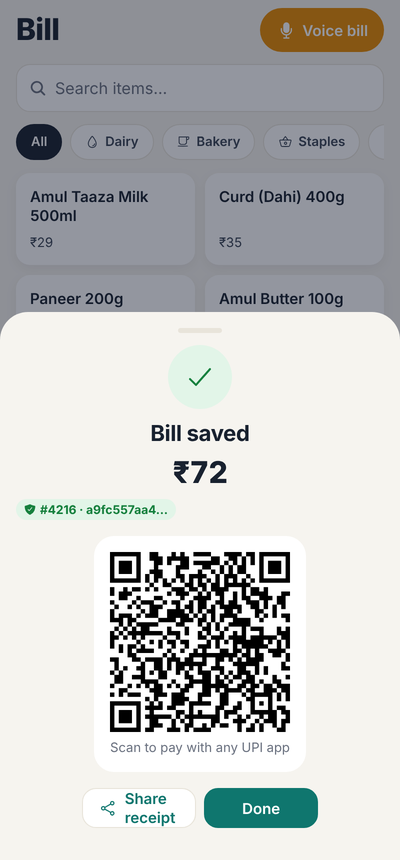 Bill
Voice bill
Search items...
All
Dairy
Bakery
Staples
Amul Taaza Milk
500ml
₹29
Curd (Dahi) 400g
₹35
Paneer 200g
Amul Butter 100g
Bill saved
₹72
#4216 · a9fc557aa4...
Scan to pay with any UPI app
Share
receipt
Done